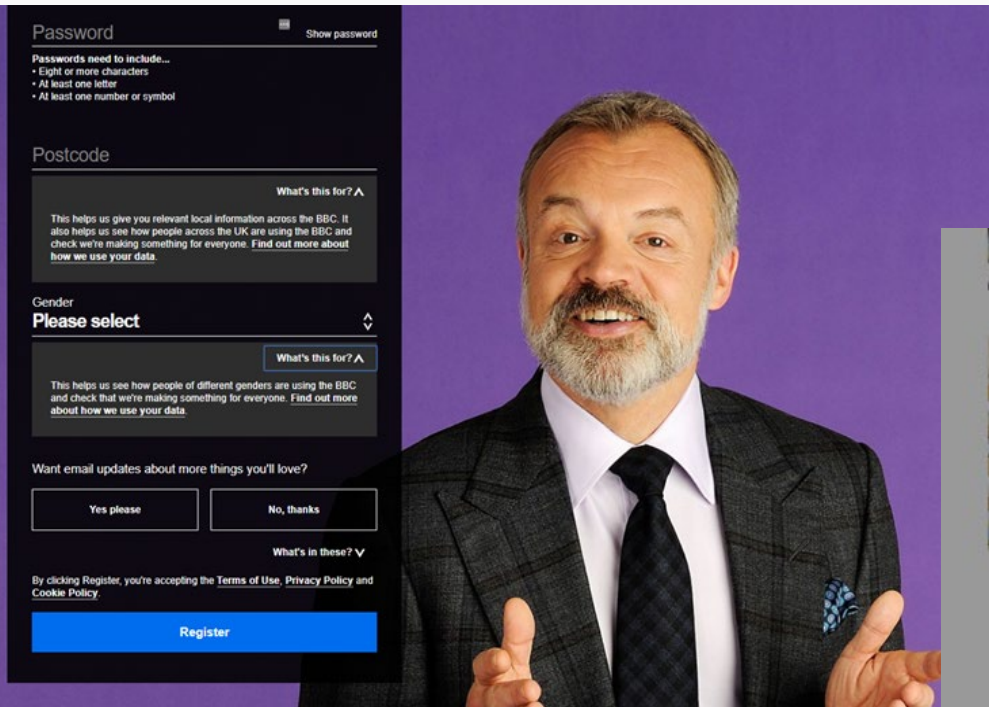 Password
Show password
Passwords need to include...
• Eight or more characters
• At least one letter
• At least one number or symbol
Postcode
What's this for?
This helps us give you relevant local information across the BBC. It
also helps us see how people across the UK are using the BBC and
check we're making something for everyone. Find out more about
how we use your data.
Gender
Please select
What's this for?
This helps us see how people of different genders are using the BBC
and check that we're making something for everyone. Find out more
about how we use your data.
Want email updates about more things you'll love?
Yes please
No, thanks
What's in these?
By clicking Register, you're accepting the Terms of Use, Privacy Policy and
Cookie Policy.
Register